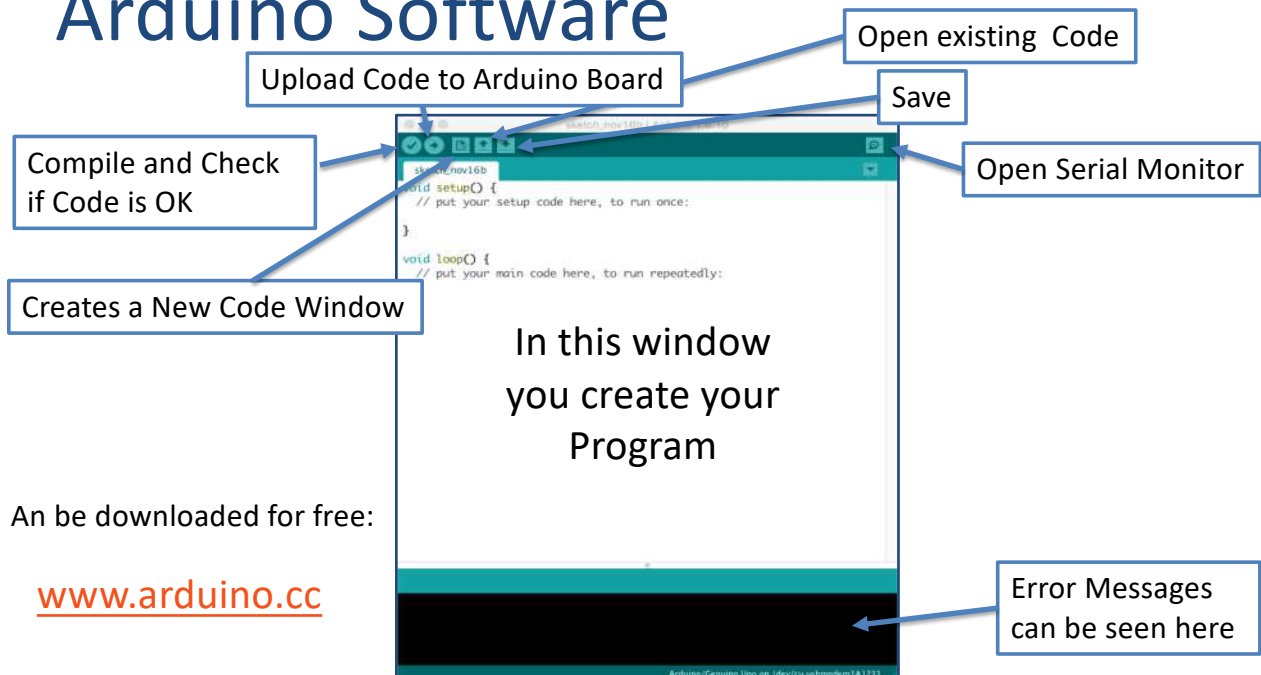 Arduino Software
Open existing Code
Upload Code to Arduino Board
Save
Compile and Check
if Code is OK
Open Serial Monitor
sketch_nov16b
void setup() {
// put your setup code here, to run once:
}
void loop() {
// put your main code here, to run repeatedly:
Creates a New Code Window
In this window
you create your
Program
An be downloaded for free:
www.arduino.cc
Error Messages
can be seen here